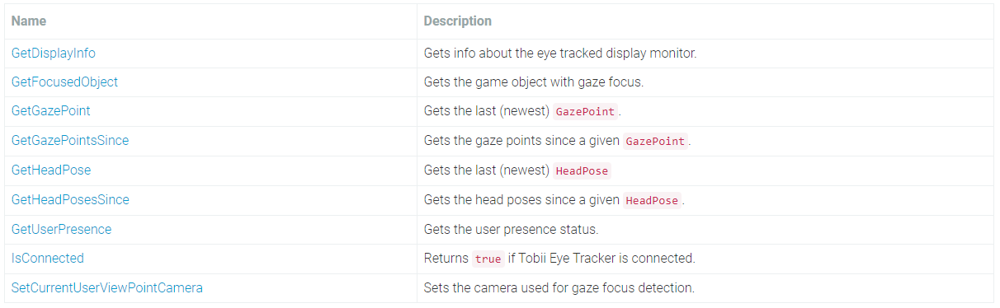 Name Description
GetDisplayInfo Gets info about the eye tracked display monitor.
GetFocusedObject Gets the game object with gaze focus.
GetGazePoint Gets the last (newest) GazePoint.
GetGazePointsSince Gets the gaze points since a given GazePoint.
GetHeadPose Gets the last (newest) HeadPose
GetHeadPosesSince Gets the head poses since a given HeadPose.
GetUserPresence Gets the user presence status.
IsConnected Returns true if Tobii Eye Tracker is connected.
SetCurrentUserViewPointCamera Sets the camera used for gaze focus detection.